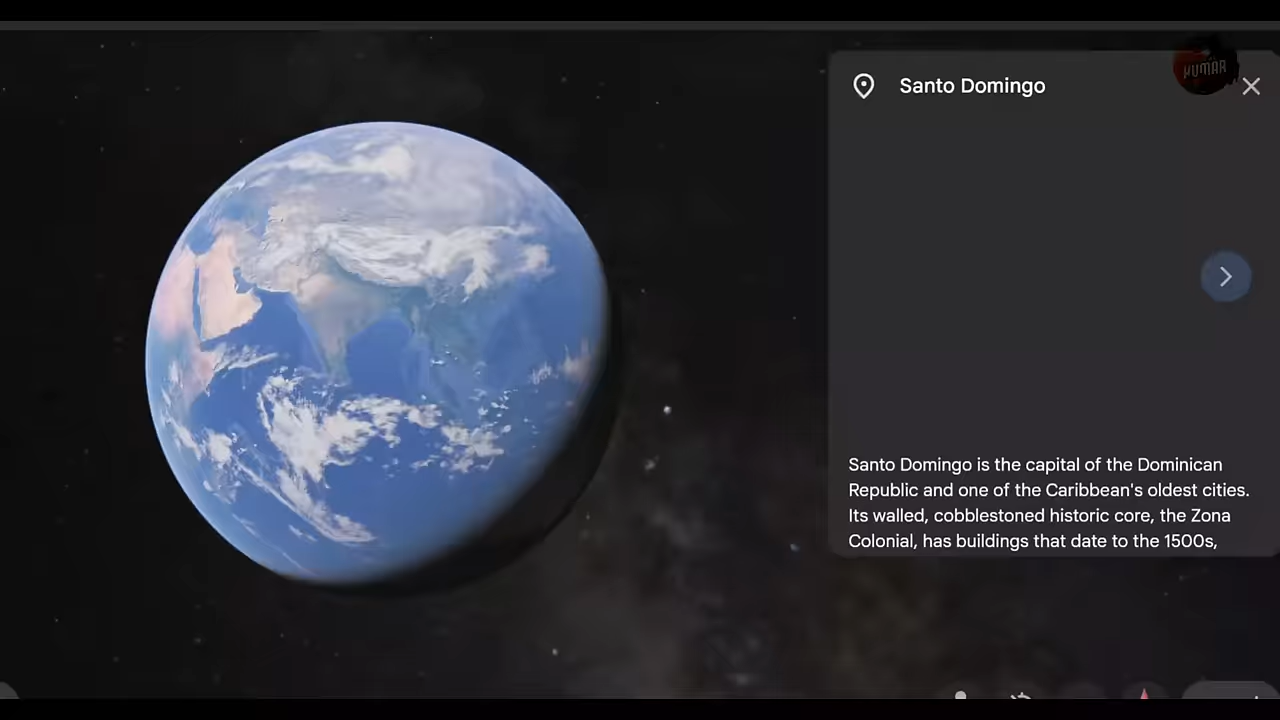 Santo Domingo
KUMAR
Santo Domingo is the capital of the Dominican
Republic and one of the Caribbean's oldest cities.
Its walled, cobblestoned historic core, the Zona
Colonial, has buildings that date to the 1500s,